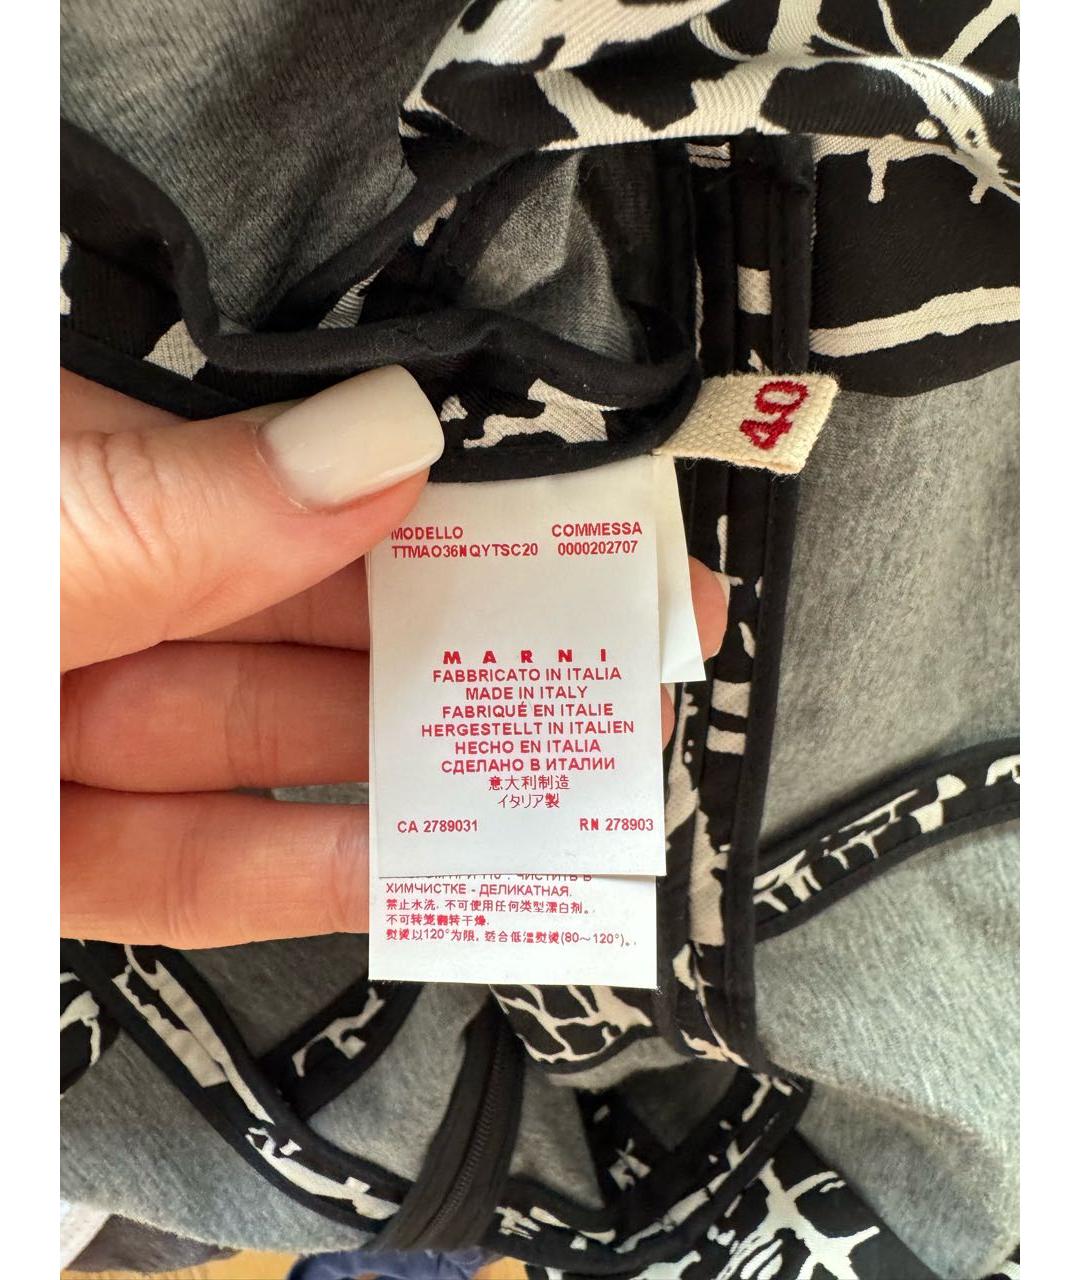 40
MODELLO COMMESSA
TTMAO36NQYTSC20 0000202707
MARNI
FABBRICATO IN ITALIA
MADE IN ITALY
FABRIQUÉ EN ITALIE
HERGESTELLT IN ITALIEN
HECHO EN ITALIA
СДЕЛАНО В ИТАЛИИ
意大利制造
イタリア製
CA 2789031 RN 278903
ЧИСТИТЬ В
ХИМЧИСТКЕ - ДЕЛИКАТНАЯ.
禁止水洗. 不可使用任何类型漂白剂。
不可转笼翻转干燥.
熨烫以120°为限, 适合低温熨烫(80~120°)。